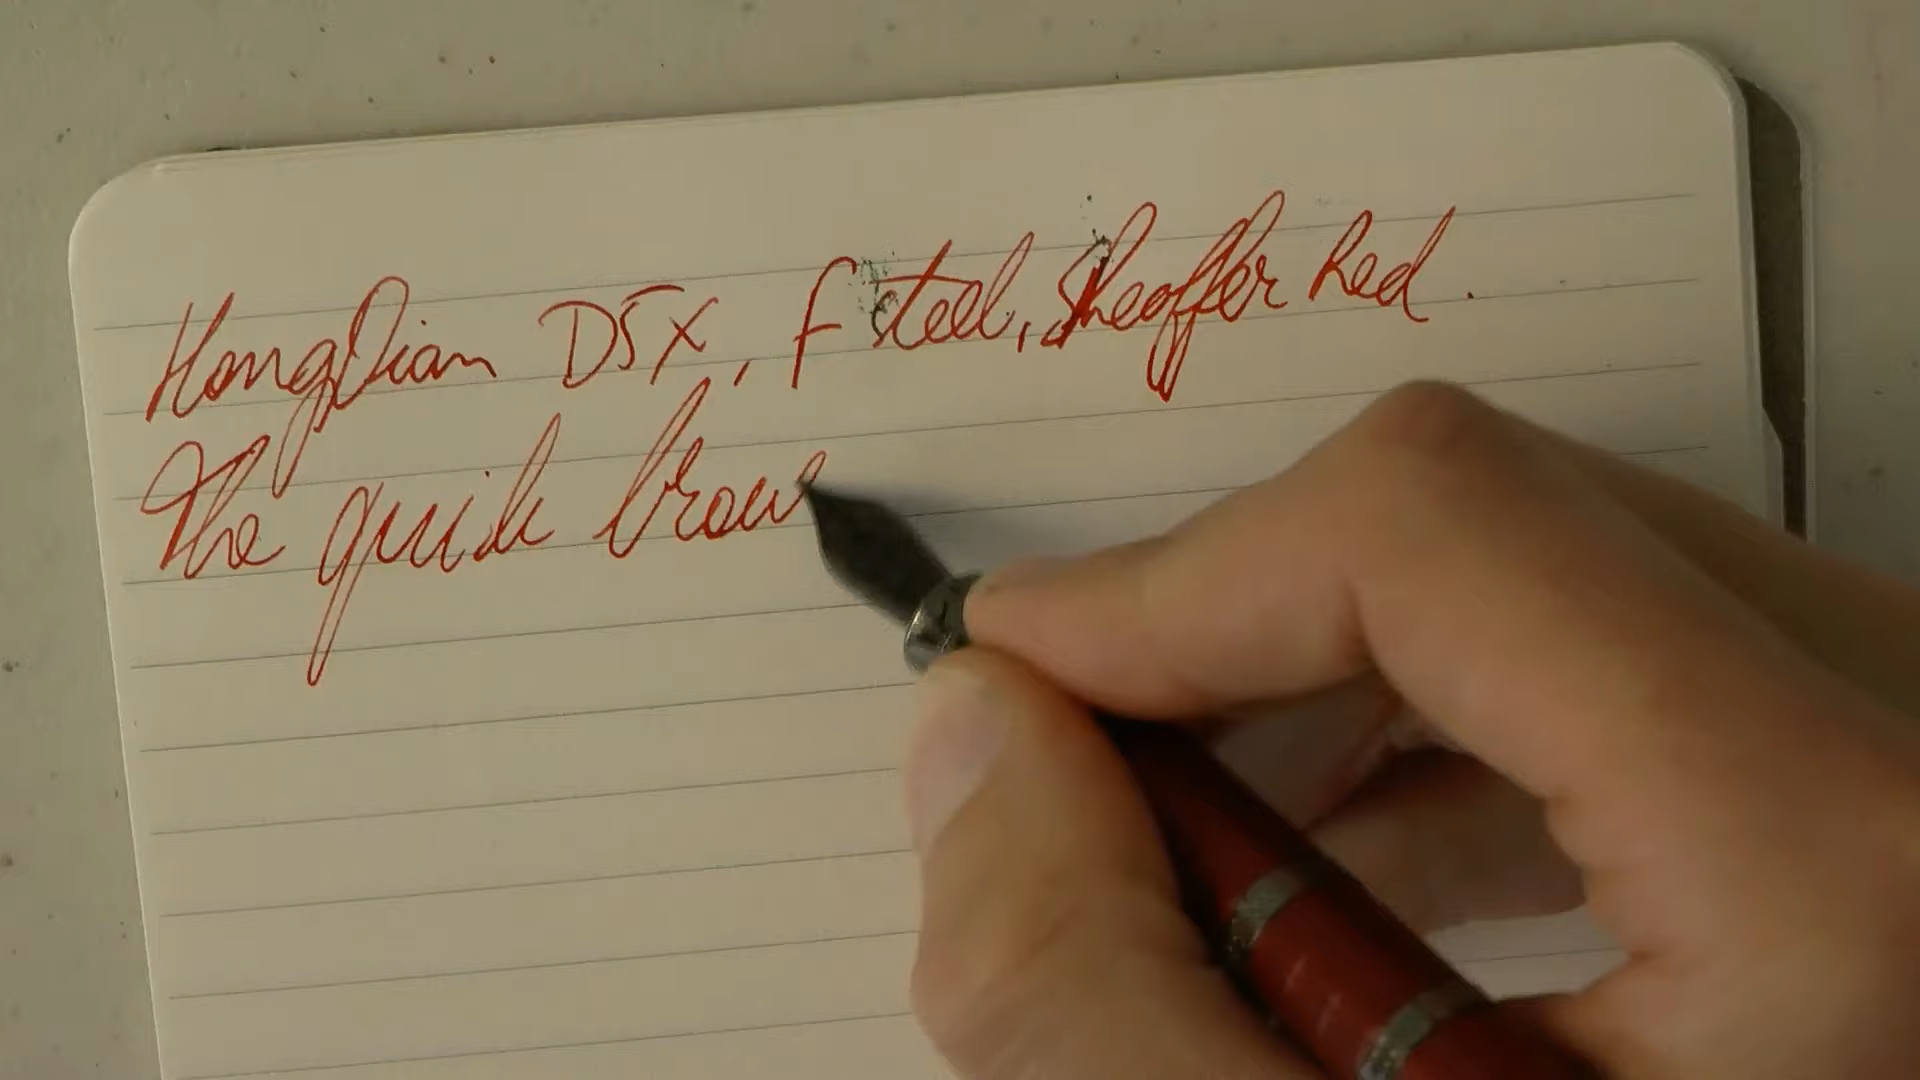 HongDian D5X, F steel, Sheaffer Red.
The quick brow